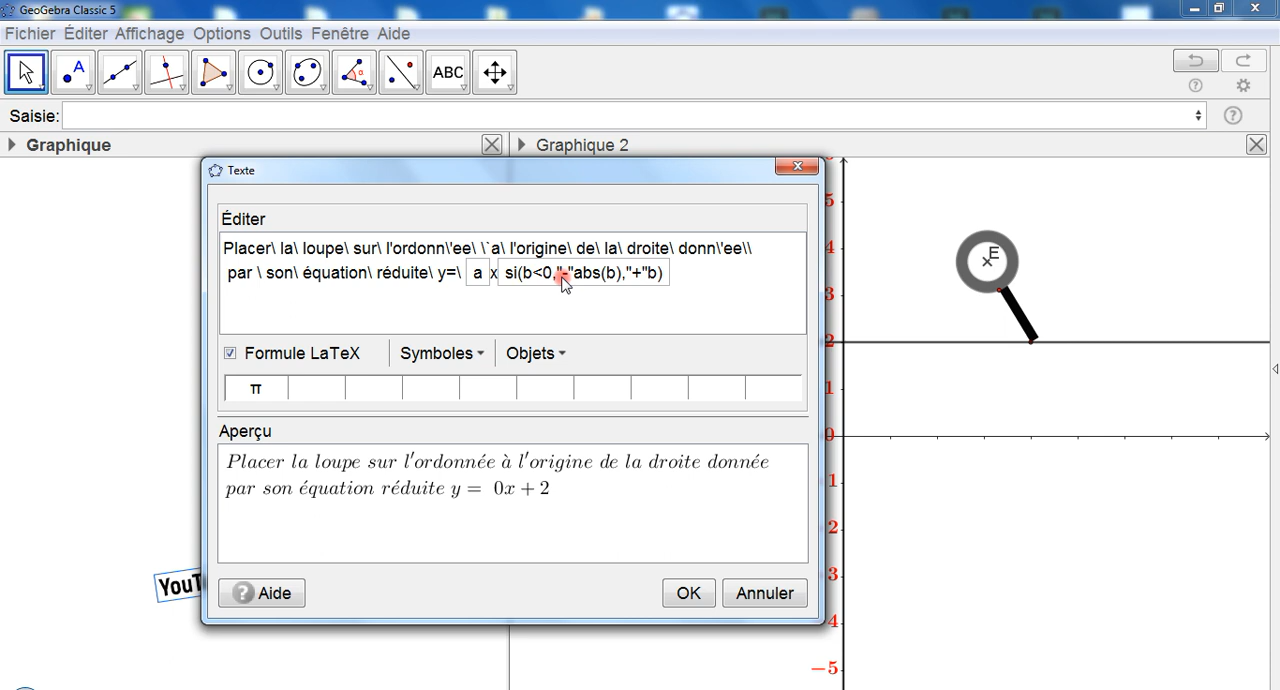 GeoGebra Classic 5
Fichier Éditer Affichage Options Outils Fenêtre Aide
A
α
ABC
Saisie:
Graphique
Graphique 2
Texte
Éditer
Placer\ la\ loupe\ sur\ l'ordonn\'ee\ \`a\ l'origine\ de\ la\ droite\ donn\'ee\\
par \ son\ équation\ réduite\ y=\ a x si(b<0,"-"abs(b),"+"b)
Formule LaTeX
Symboles
Objets
π
Aperçu
Placer la loupe sur l'ordonnée à l'origine de la droite donnée
par son équation réduite y = 0x + 2
Aide
OK
Annuler
5
4
3
2
1
0
1
2
3
4
−5
E
YouT